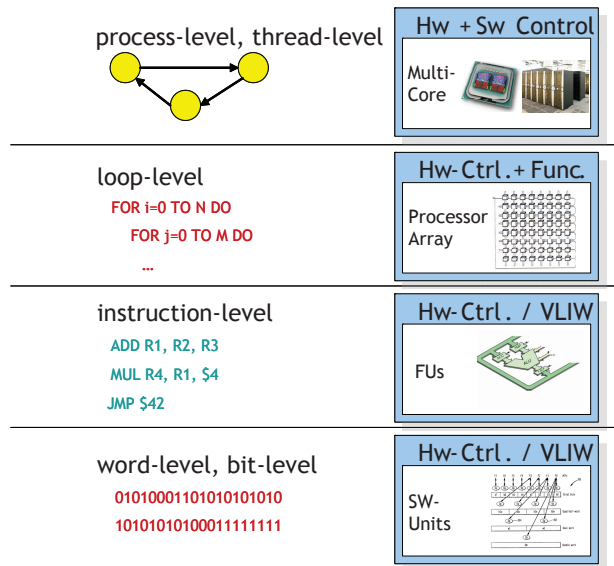 process-level, thread-level
Hw + Sw Control
Multi-
Core
loop-level
FOR i=0 TO N DO
FOR j=0 TO M DO
...
Hw-Ctrl.+ Func.
Processor
Array
instruction-level
ADD R1, R2, R3
MUL R4, R1, $4
JMP $42
Hw-Ctrl. / VLIW
FUs
word-level, bit-level
01010001101010101010
10101010100011111111
Hw-Ctrl. / VLIW
SW-
Units